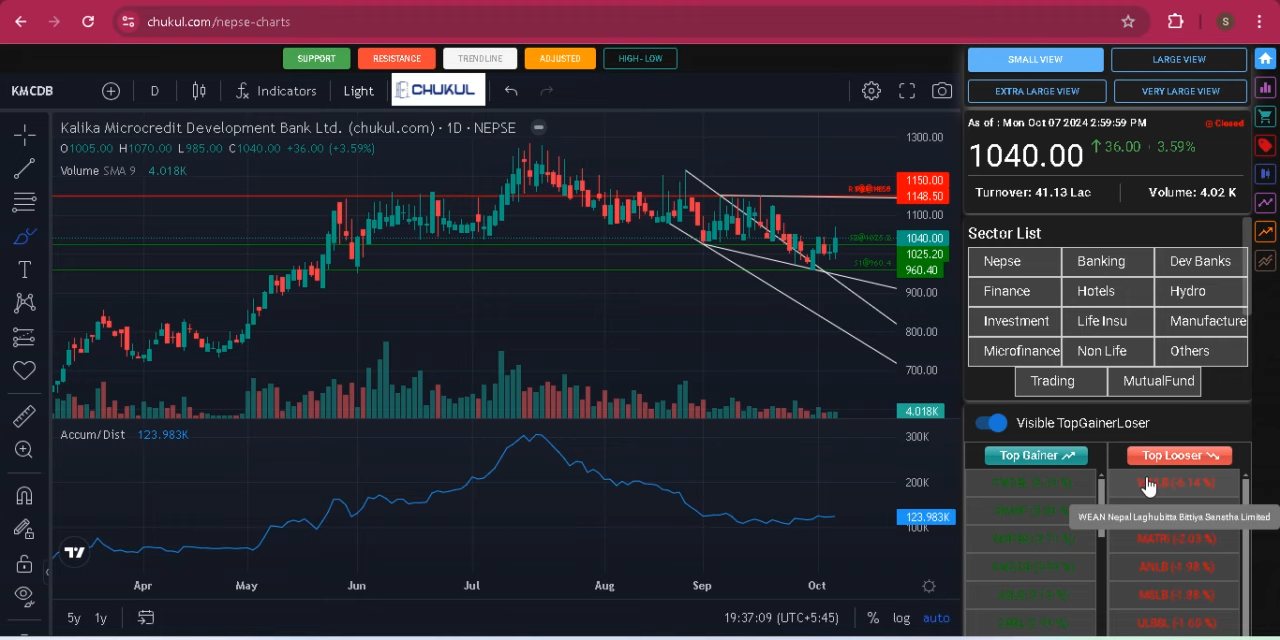 chukul.com/nepse-charts
S
SUPPORT RESISTANCE TRENDLINE ADJUSTED HIGH-LOW
KMCDB D Indicators Light CHUKUL
Kalika Microcredit Development Bank Ltd. (chukul.com) · 1D · NEPSE
O1005.00 H1070.00 L985.00 C1040.00 +36.00 (+3.59%)
Volume SMA 9 4.018K
1300.00
1150.00
1148.50
1100.00
1040.00
1025.20
960.40
900.00
800.00
700.00
4.018K
S1@960.4
Accum/Dist 123.983K
300K
200K
123.983K
100K
Apr May Jun Jul Aug Sep Oct
5y 1y 19:37:09 (UTC+5:45) % log auto
SMALL VIEW LARGE VIEW
EXTRA LARGE VIEW VERY LARGE VIEW
As of : Mon Oct 07 2024 2:59:59 PM Closed
1040.00 36.00 · 3.59%
Turnover: 41.13 Lac Volume: 4.02 K
Sector List
Nepse Banking Dev Banks
Finance Hotels Hydro
Investment Life Insu Manufacture
Microfinance Non Life Others
Trading MutualFund
Visible TopGainerLoser
Top Gainer Top Looser
WEAN Nepal Laghubitta Bittiya Sanstha Limited
MATRI (-2.03 %)
ANLB (-1.98 %)
MSLB (-1.88 %)
ULBSL (-1.60 %)